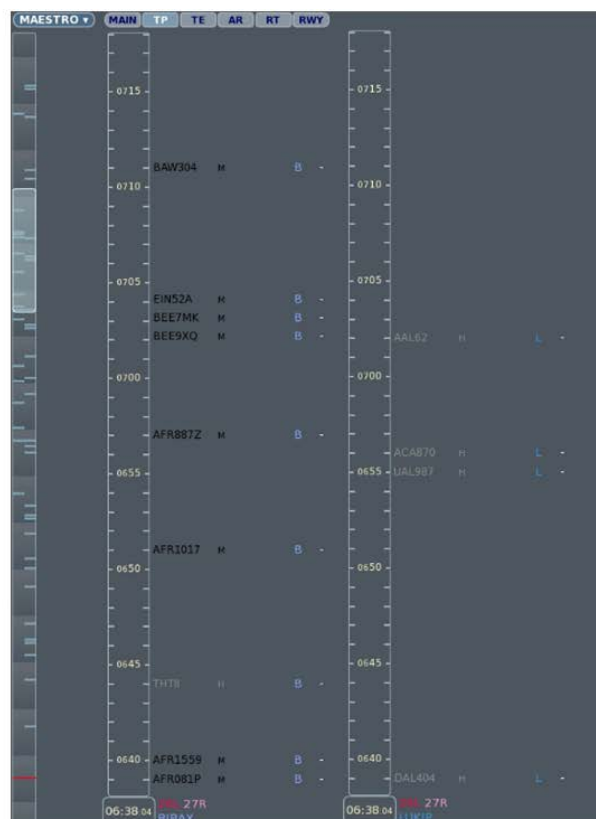 MAESTRO MAIN TP TE AR RT RWY
0715 0715
BAW304 M B -
0710 0710
0705 0705
EIN52A M B -
BEE7MK M B -
BEE9XQ M B - AAL62 H L -
0700 0700
AFR887Z M B -
ACA870 H L -
0655 0655 UAL987 H L -
AFR1017 M B -
0650 0650
0645 0645
THT8 H B -
0640 AFR1559 M B - 0640
AFR081P M B - DAL404 H L -
06:38 04 27R 06:38 04 27R